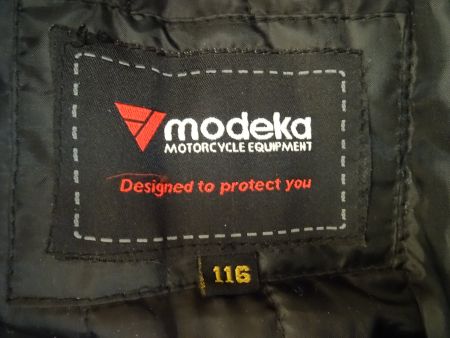 modeka
MOTORCYCLE EQUIPMENT
Designed to protect you
116